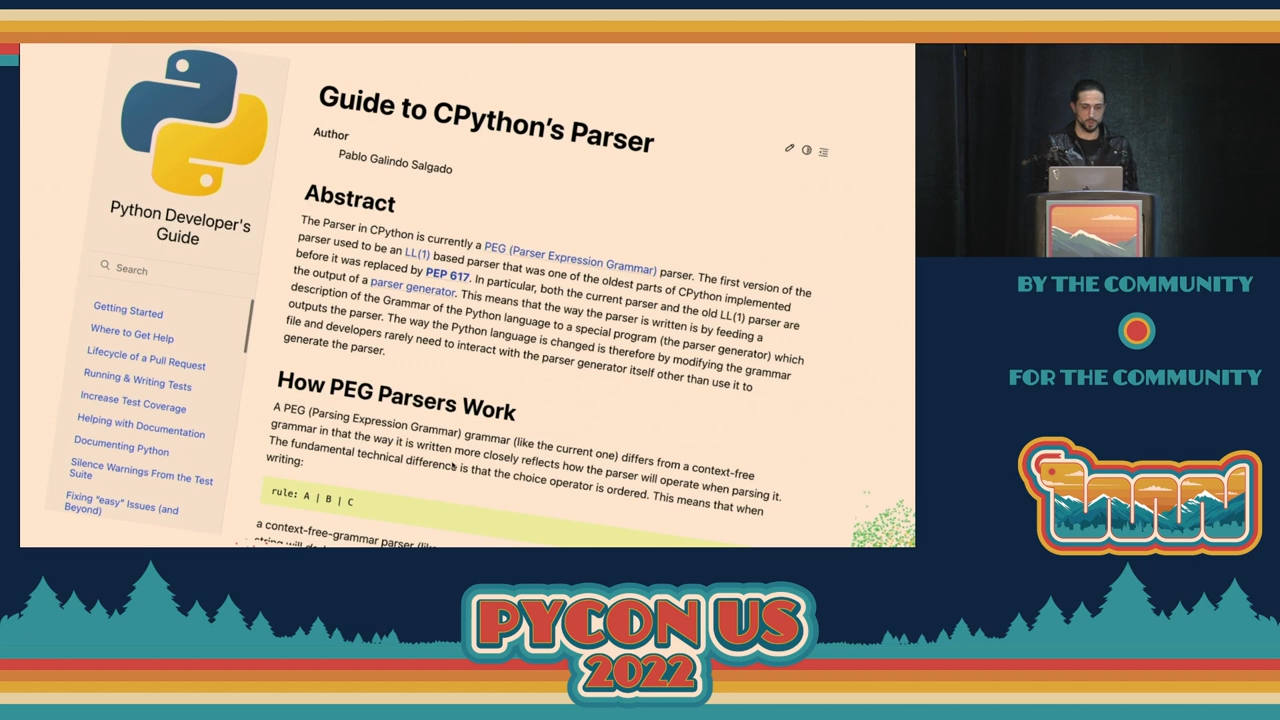 Guide to CPython's Parser
Author
Pablo Galindo Salgado
Abstract
The Parser in CPython is currently a PEG (Parser Expression Grammar) parser. The first version of the
parser used to be an LL(1) based parser that was one of the oldest parts of CPython implemented
before it was replaced by PEP 617. In particular, both the current parser and the old LL(1) parser are
the output of a parser generator. This means that the way the parser is written is by feeding a
description of the Grammar of the Python language to a special program (the parser generator) which
outputs the parser. The way the Python language is changed is therefore by modifying the grammar
file and developers rarely need to interact with the parser generator itself other than use it to
generate the parser.
How PEG Parsers Work
A PEG (Parsing Expression Grammar) grammar (like the current one) differs from a context-free
grammar in that the way it is written more closely reflects how the parser will operate when parsing it.
The fundamental technical difference is that the choice operator is ordered. This means that when
writing:
rule: A | B | C
a context-free-grammar parser (like
Python Developer's
Guide
Search
Getting Started
Where to Get Help
Lifecycle of a Pull Request
Running & Writing Tests
Increase Test Coverage
Helping with Documentation
Documenting Python
Silence Warnings From the Test
Suite
Fixing "easy" Issues (and
Beyond)
BY THE COMMUNITY
FOR THE COMMUNITY
PYCON US
2022